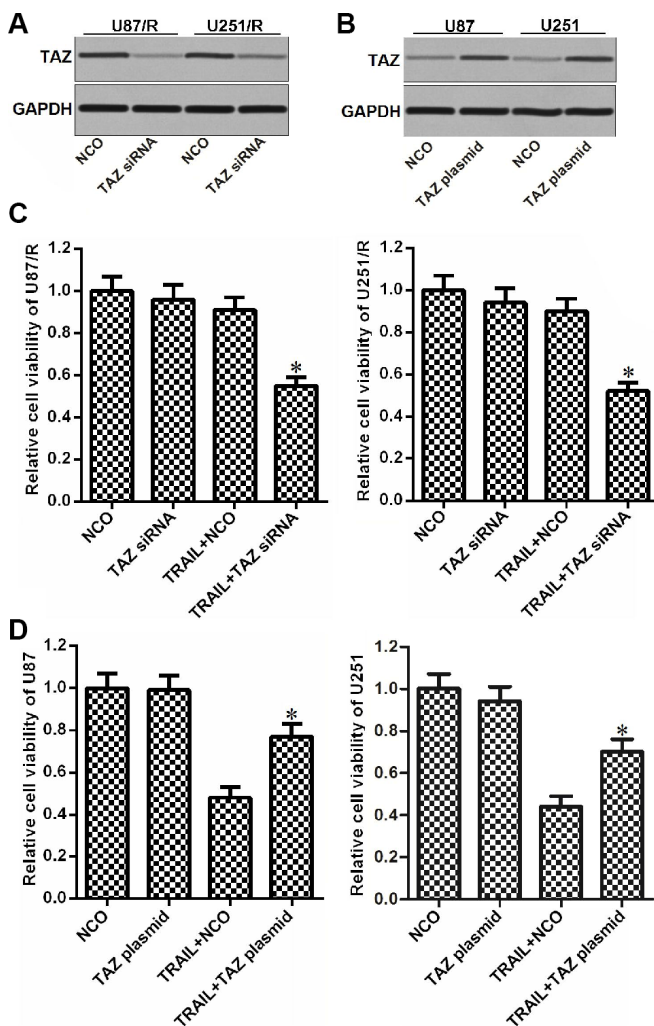 A
U87/R U251/R
TAZ
GAPDH
NCO
TAZ siRNA
NCO
TAZ siRNA
B
U87 U251
TAZ
GAPDH
NCO
TAZ plasmid
NCO
TAZ plasmid
C
Relative cell viability of U87/R
1.2
1.0
0.8
0.6
0.4
0.2
0.0
*
NCO
TAZ siRNA
TRAIL+NCO
TRAIL+TAZ siRNA
Relative cell viability of U251/R
1.2
1.0
0.8
0.6
0.4
0.2
0.0
*
NCO
TAZ siRNA
TRAIL+NCO
TRAIL+TAZ siRNA
D
Relative cell viability of U87
1.2
1.0
0.8
0.6
0.4
0.2
0.0
*
NCO
TAZ plasmid
TRAIL+NCO
TRAIL+TAZ plasmid
Relative cell viability of U251
1.2
1.0
0.8
0.6
0.4
0.2
0.0
*
NCO
TAZ plasmid
TRAIL+NCO
TRAIL+TAZ plasmid